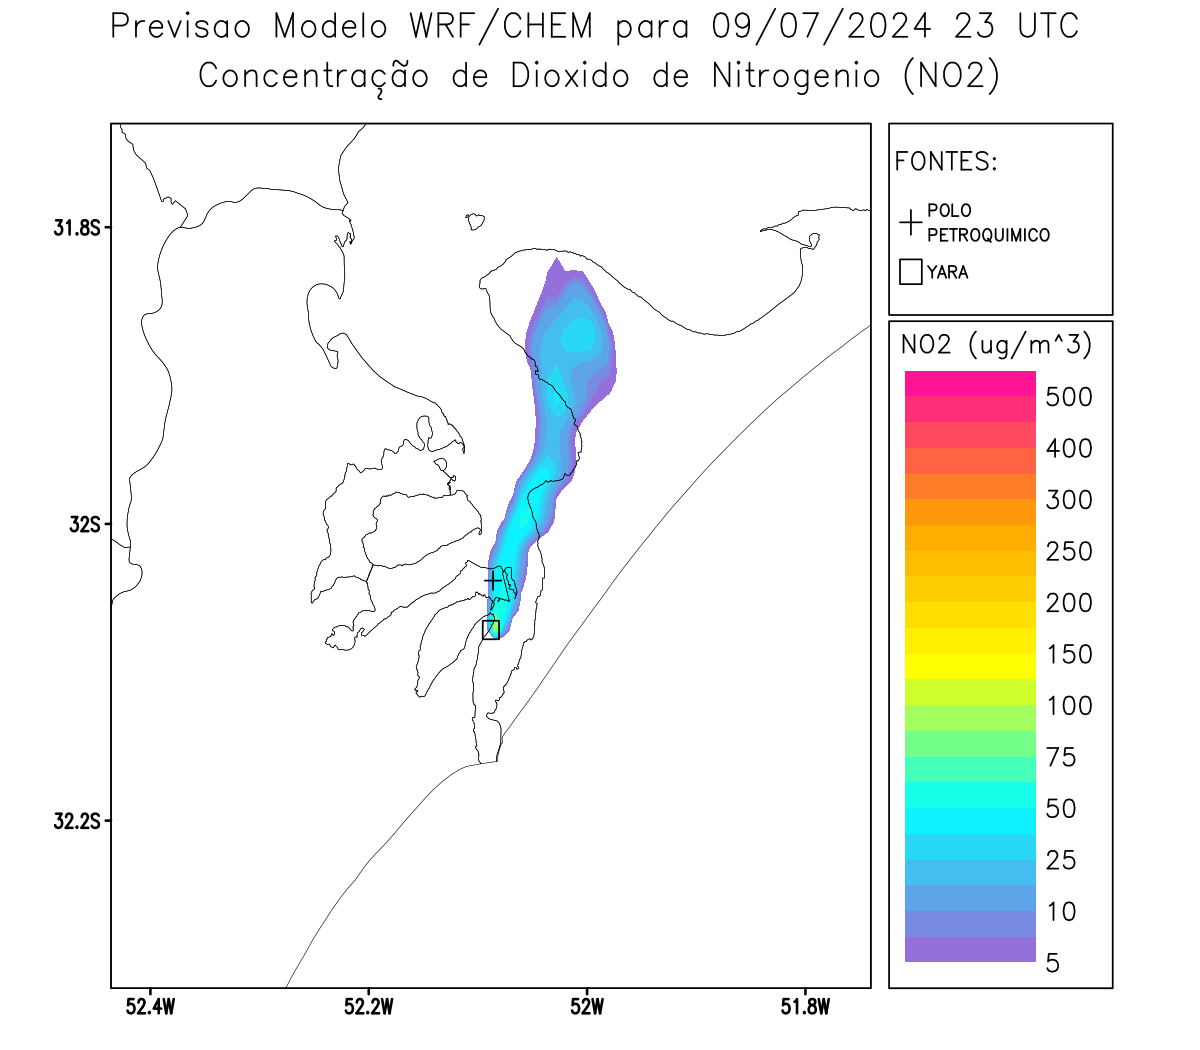 Previsao Modelo WRF/CHEM para 09/07/2024 23 UTC
Concentração de Dioxido de Nitrogenio (NO2)
FONTES:
POLO
PETROQUIMICO
YARA
NO2 (ug/m^3)
500
400
300
250
200
150
100
75
50
25
10
5
31.8S
32S
32.2S
52.4W
52.2W
52W
51.8W